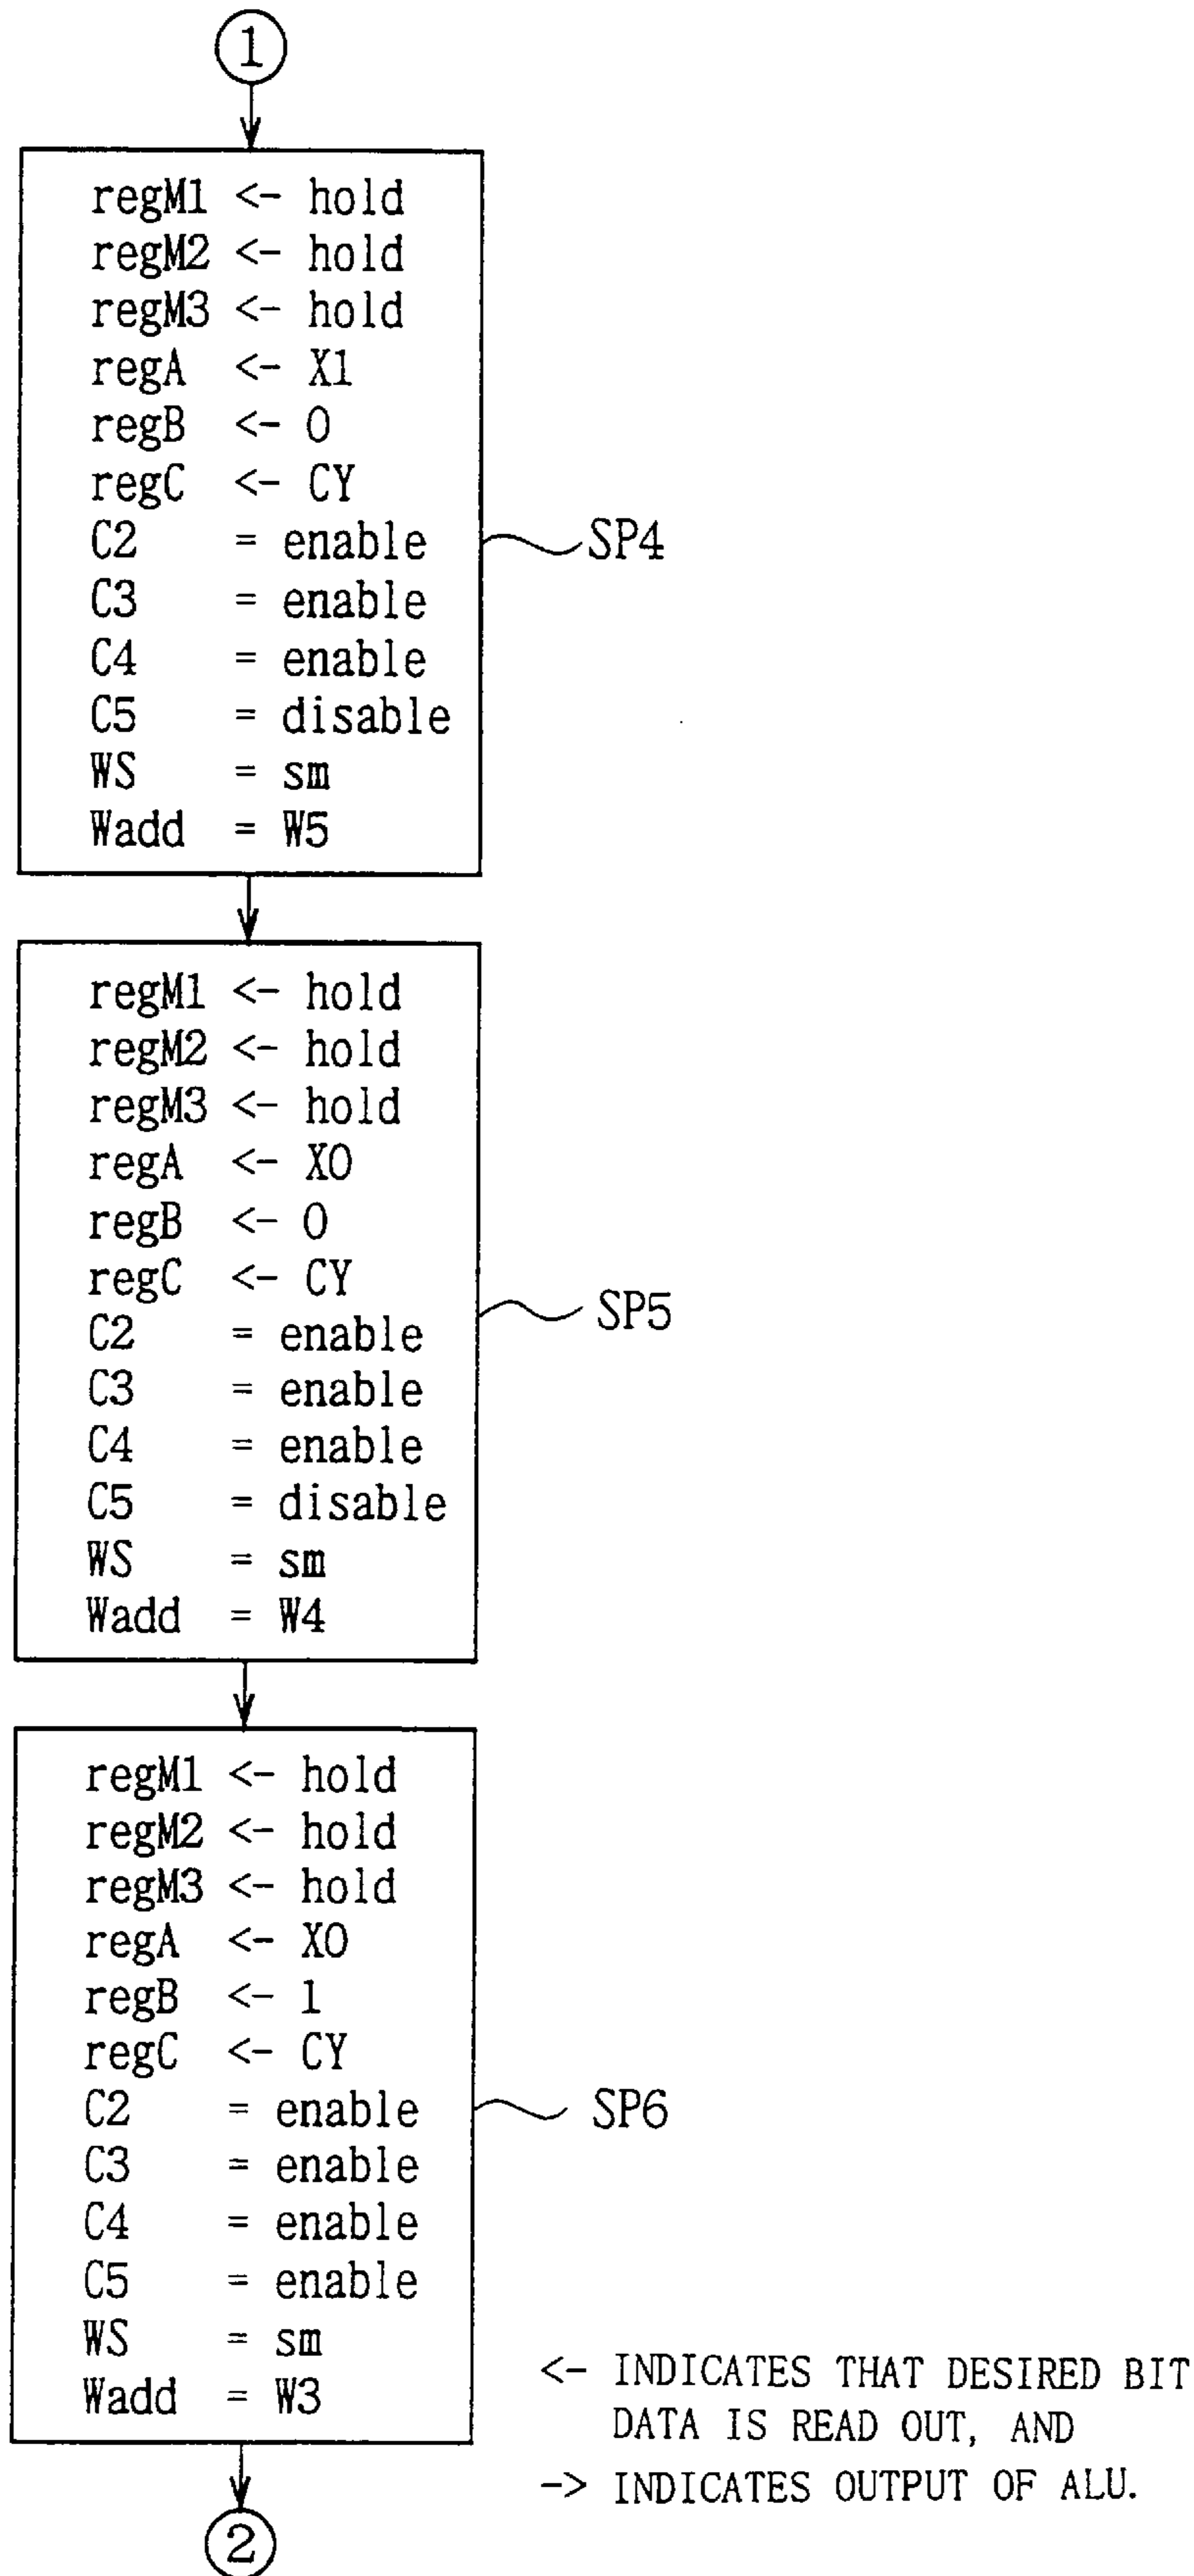 1
regM1 <- hold
regM2 <- hold
regM3 <- hold
regA <- X1
regB <- 0
regC <- CY
C2 = enable
C3 = enable
C4 = enable
C5 = disable
WS = sm
Wadd = W5
SP4
regM1 <- hold
regM2 <- hold
regM3 <- hold
regA <- X0
regB <- 0
regC <- CY
C2 = enable
C3 = enable
C4 = enable
C5 = disable
WS = sm
Wadd = W4
SP5
regM1 <- hold
regM2 <- hold
regM3 <- hold
regA <- X0
regB <- 1
regC <- CY
C2 = enable
C3 = enable
C4 = enable
C5 = enable
WS = sm
Wadd = W3
SP6
<- INDICATES THAT DESIRED BIT
DATA IS READ OUT, AND
-> INDICATES OUTPUT OF ALU.
2